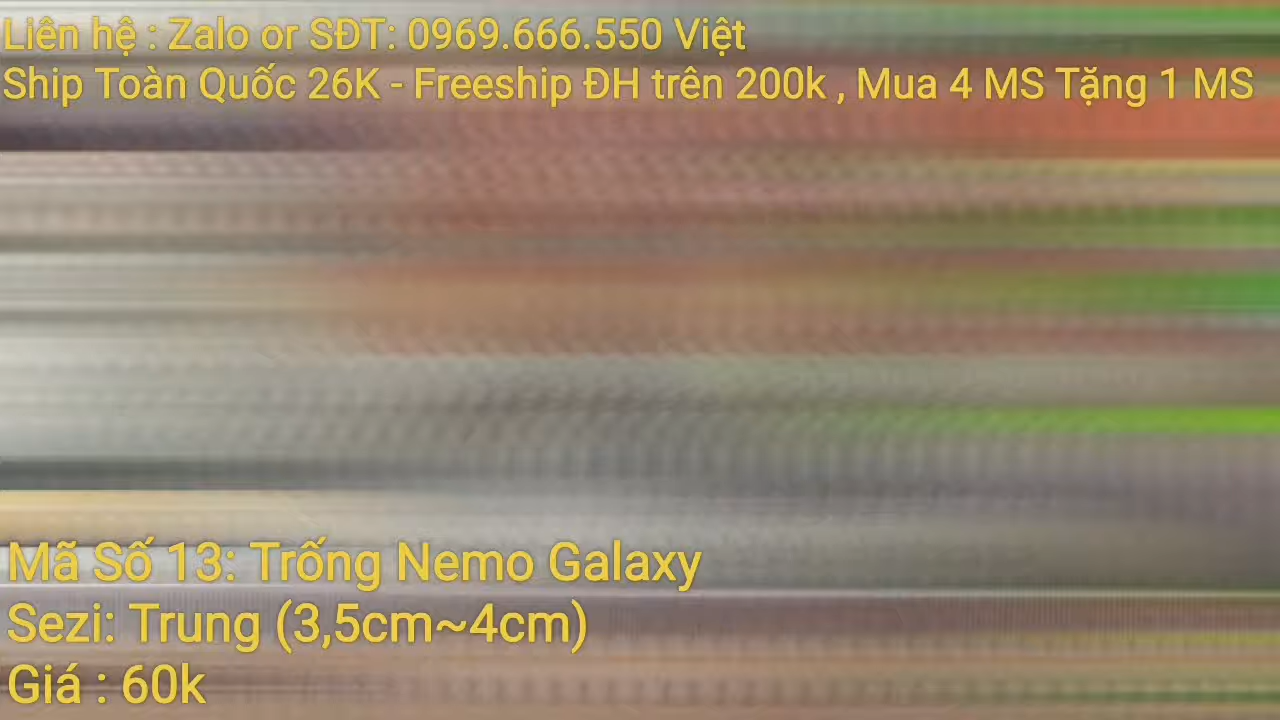 Liên hệ : Zalo or SĐT: 0969.666.550 Việt
Ship Toàn Quốc 26K - Freeship ĐH trên 200k , Mua 4 MS Tặng 1 MS
Mã Số 13: Trống Nemo Galaxy
Sezi: Trung (3,5cm~4cm)
Giá : 60k